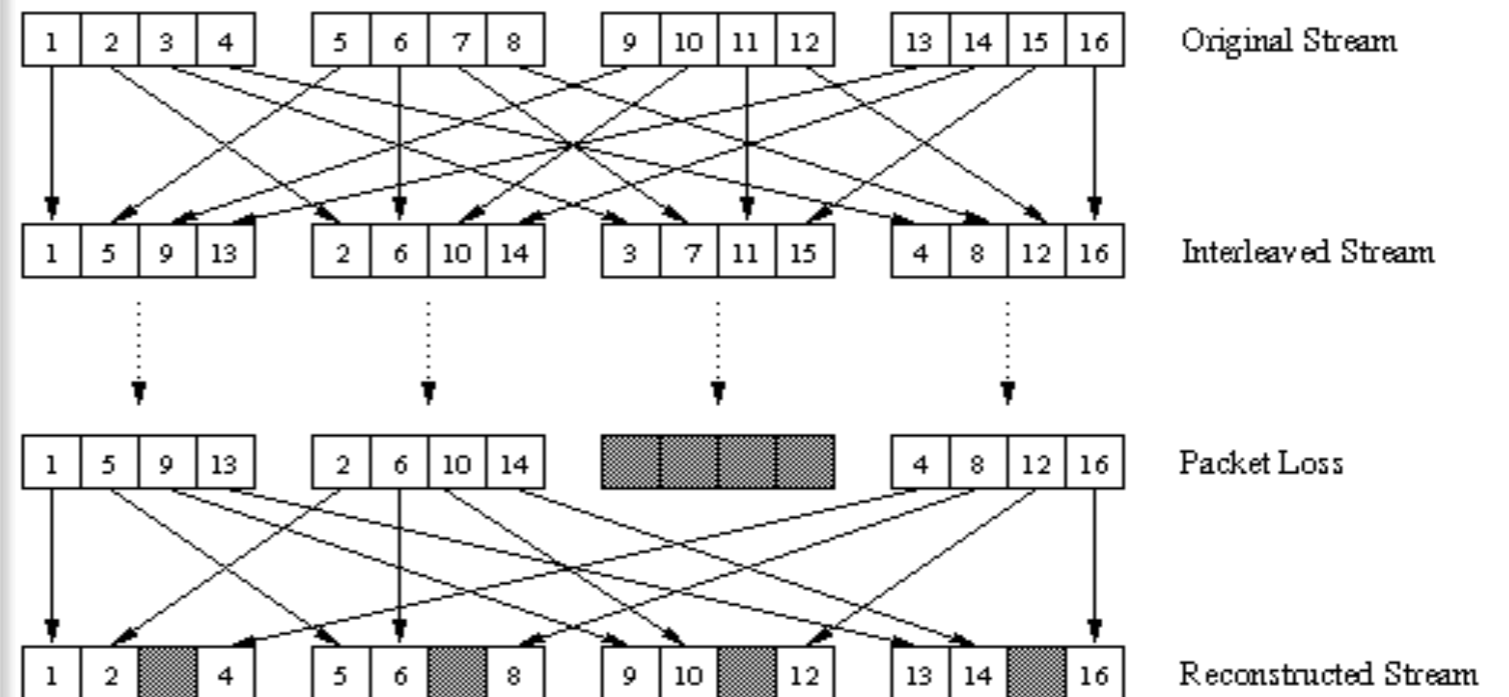 1 2 3 4 5 6 7 8 9 10 11 12 13 14 15 16 Original Stream
1 5 9 13 2 6 10 14 3 7 11 15 4 8 12 16 Interleaved Stream
1 5 9 13 2 6 10 14 4 8 12 16 Packet Loss
1 2 4 5 6 8 9 10 12 13 14 16 Reconstructed Stream